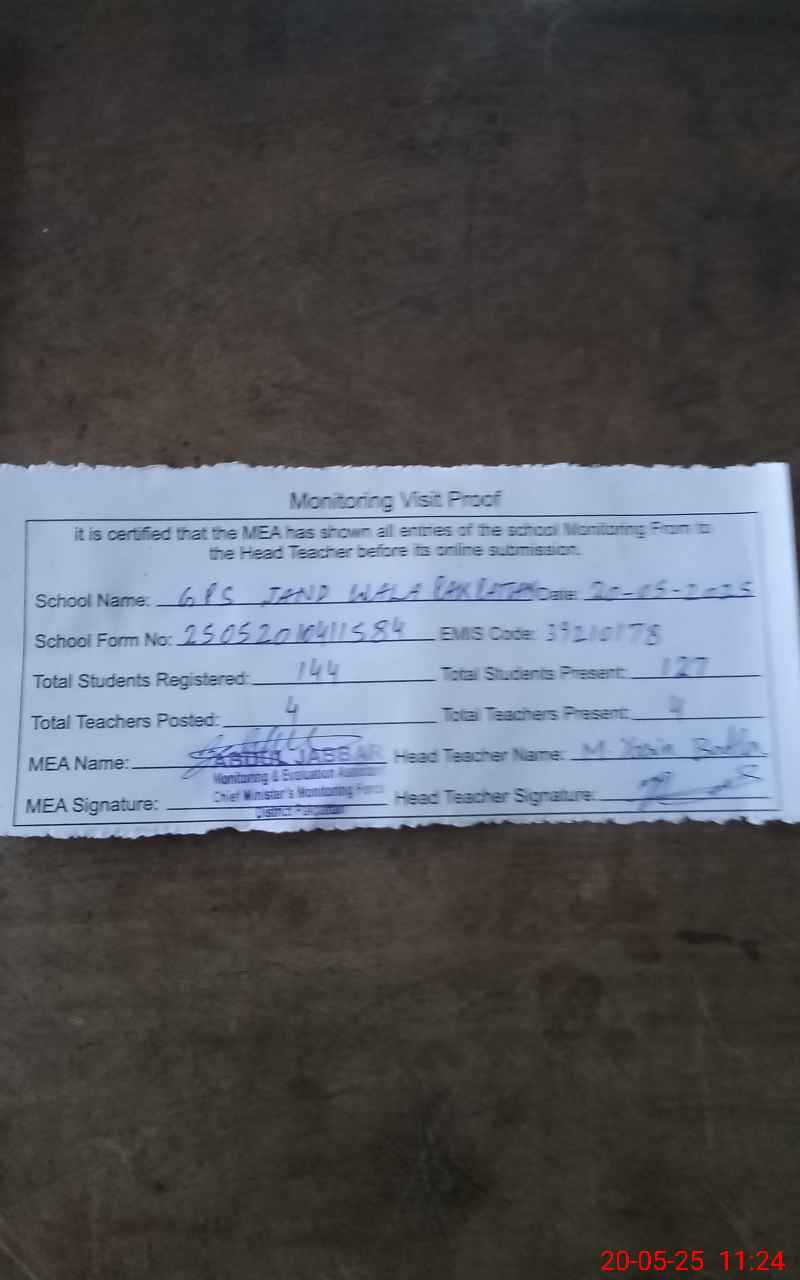 Monitoring Visit Proof
it is certified that the MEA has shown all entries of the school Monitoring From to
the Head Teacher before its online submission.
School Name: GPS JAND WALA PAKPATAN Date: 20-05-2025
School Form No: 25052010411584 EMIS Code: 39210178
Total Students Registered: 144 Total Students Present: 127
Total Teachers Posted: 4 Total Teachers Present: 4
MEA Name: ABDUL JABBAR Head Teacher Name: M. Yasin
Monitoring & Evaluation Assistant
Chief Minister's Monitoring Force
MEA Signature: Head Teacher Signature:
District Pakpattan
20-05-25 11:24